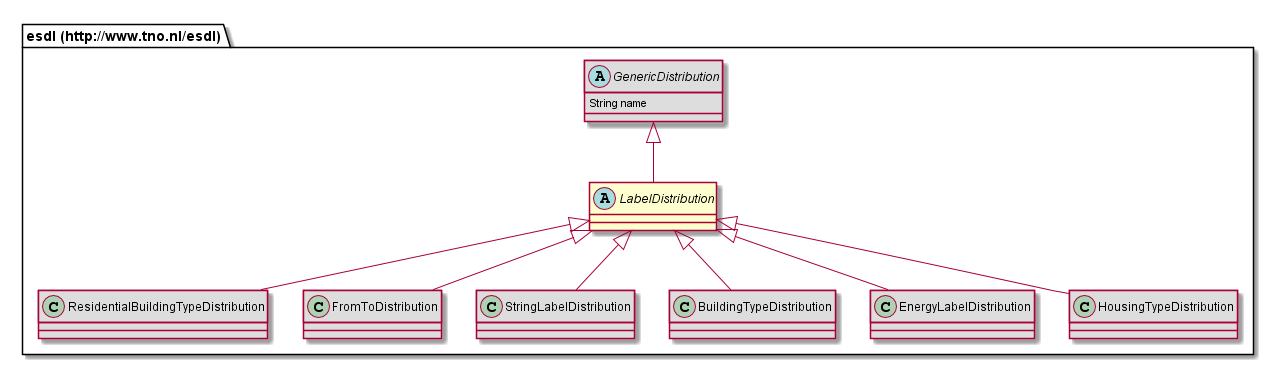 esdl (http://www.tno.nl/esdl)
A GenericDistribution
String name
A LabelDistribution
C ResidentialBuildingTypeDistribution
C FromToDistribution
C StringLabelDistribution
C BuildingTypeDistribution
C EnergyLabelDistribution
C HousingTypeDistribution